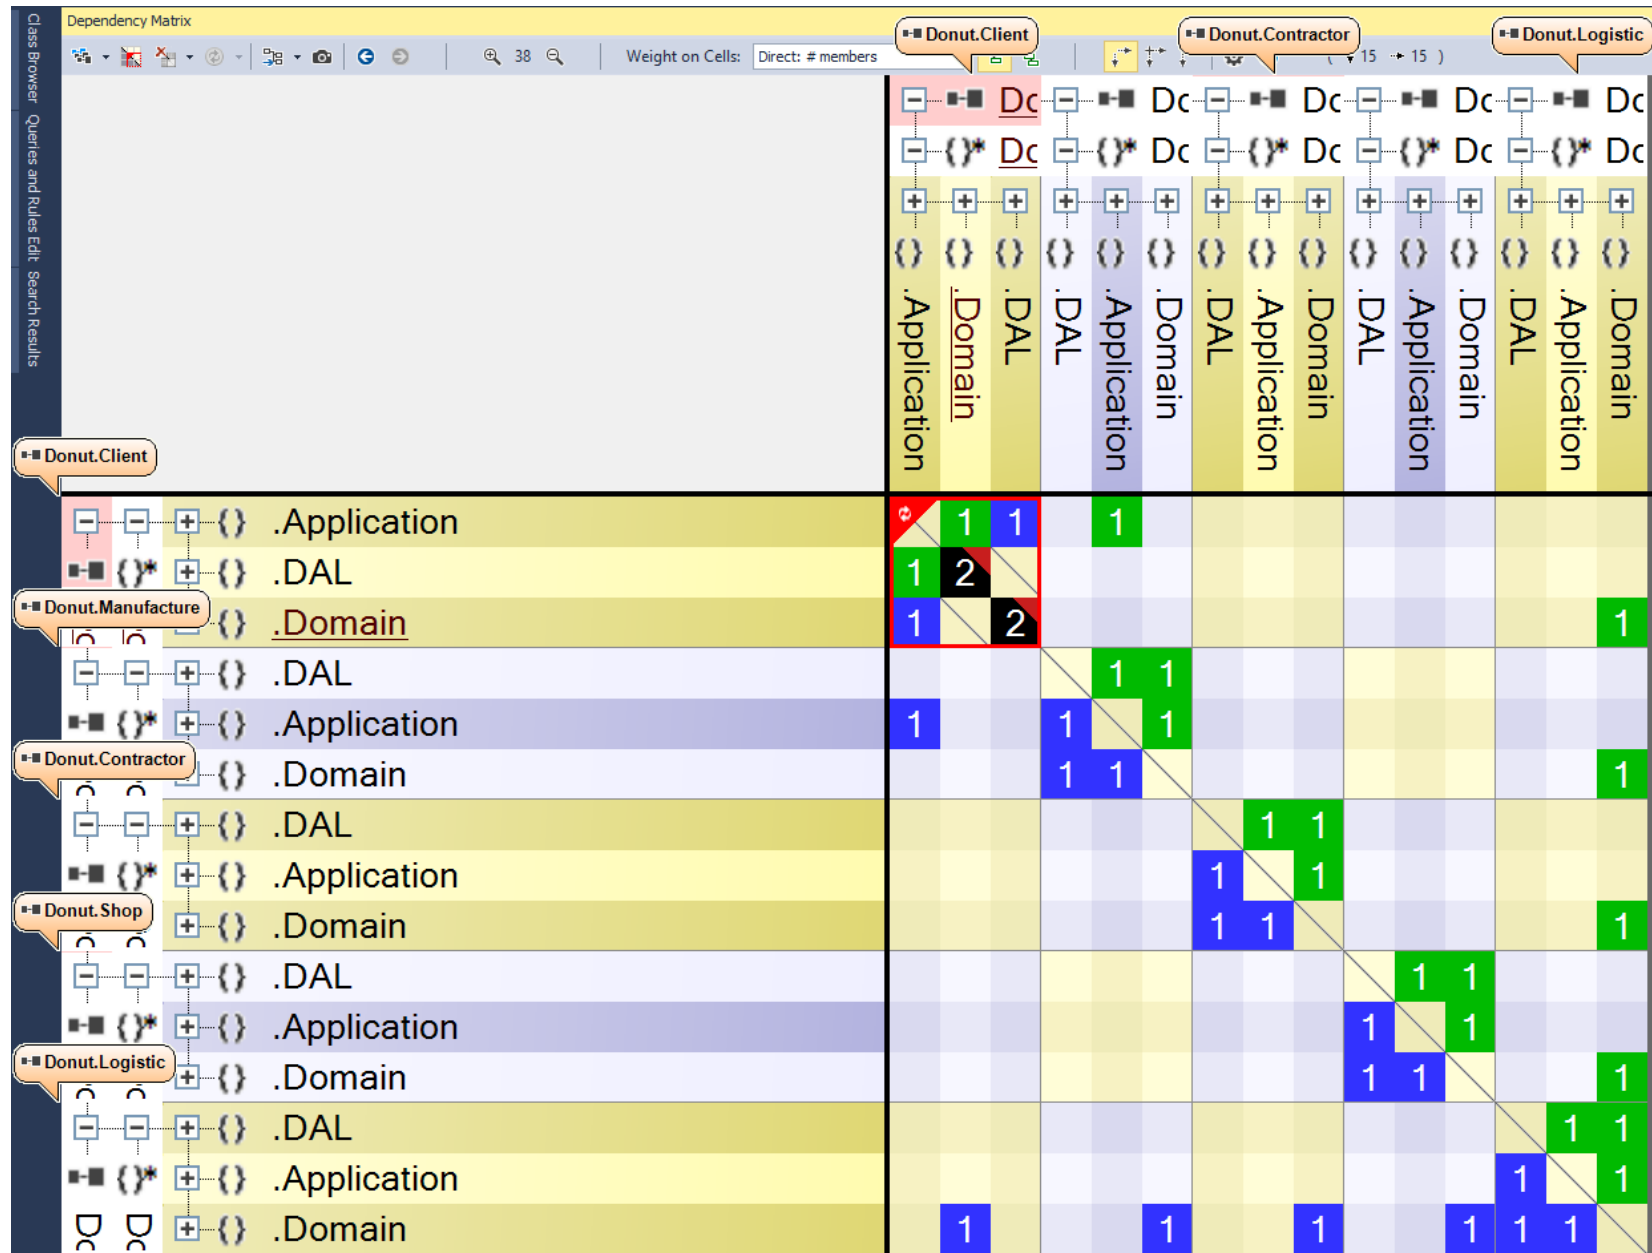 Dependency Matrix
Class Browser
Queries and Rules Edit
Search Results
38
Weight on Cells:
Direct: # members
( 15 15 )
Donut.Client
Donut.Contractor
Donut.Logistic
Dc Dc Dc Dc Dc
{}* Dc {}* Dc {}* Dc {}* Dc {}* Dc
{} {} {} {} {} {} {} {} {} {} {} {} {} {} {}
.Application .Domain .DAL .DAL .Application .Domain .DAL .Application .Domain .DAL .Application .Domain .DAL .Application .Domain
Donut.Client
{} .Application 1 1 1
{}* {} .DAL 1 2
Donut.Manufacture
{} .Domain 1 2 1
{} .DAL 1 1
{}* {} .Application 1 1 1
Donut.Contractor
{} .Domain 1 1 1
{} .DAL 1 1
{}* {} .Application 1 1
Donut.Shop
{} .Domain 1 1 1
{} .DAL 1 1
{}* {} .Application 1 1
Donut.Logistic
{} .Domain 1 1 1
{} .DAL 1 1
{}* {} .Application 1 1
Dc Dc {} .Domain 1 1 1 1 1 1